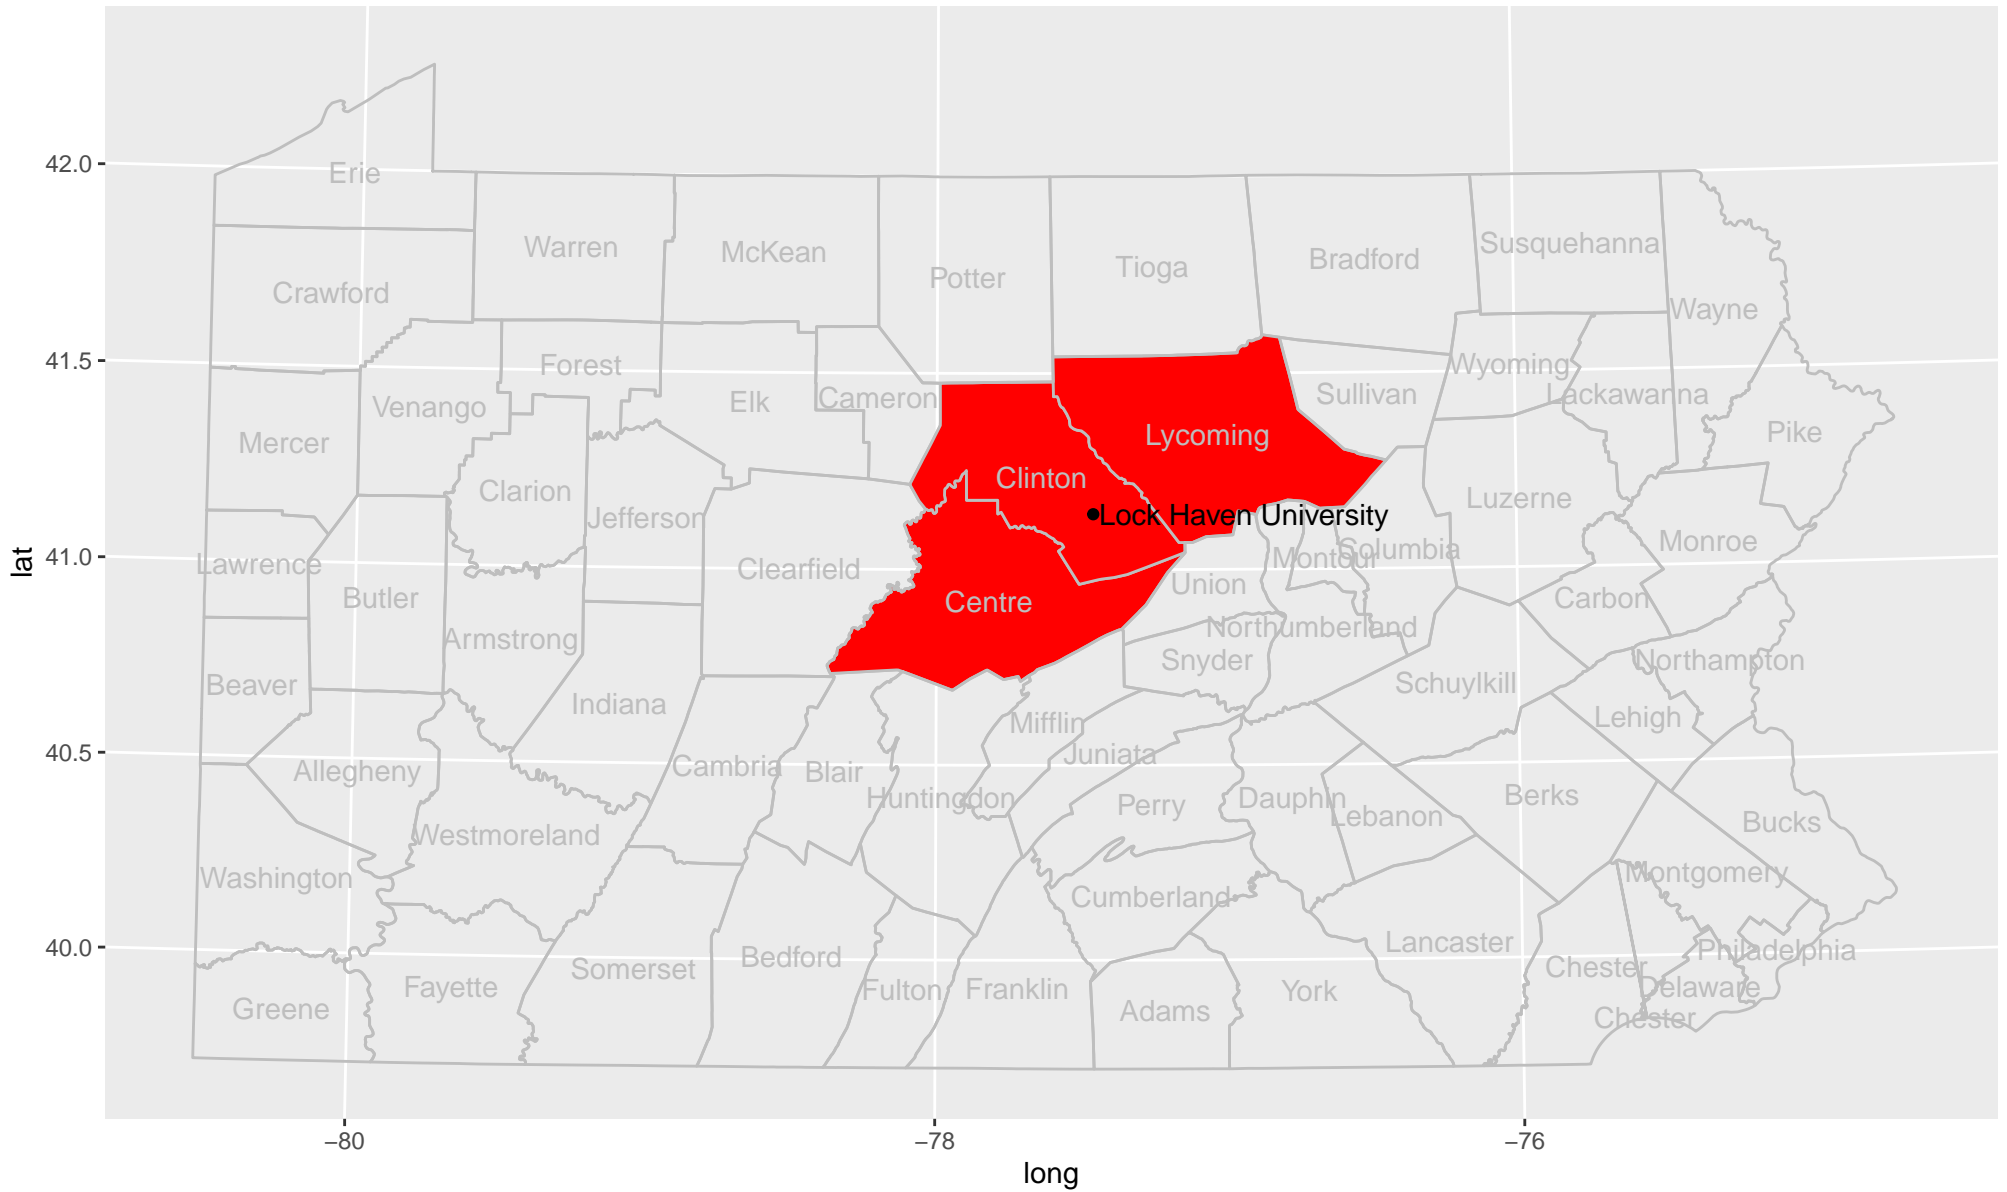 42.0
41.5
41.0
40.5
40.0
lat
Erie
Warren
McKean
Potter
Tioga
Bradford
Susquehanna
Crawford
Wayne
Forest
Wyoming
Venango
Elk
Cameron
Sullivan
Lackawanna
Mercer
Lycoming
Pike
Clarion
Clinton
Luzerne
Jefferson
Lock Haven University
Lawrence
Clearfield
Montour
Columbia
Monroe
Butler
Centre
Union
Carbon
Armstrong
Northumberland
Snyder
Northampton
Beaver
Indiana
Schuylkill
Mifflin
Lehigh
Allegheny
Cambria
Blair
Juniata
Huntingdon
Perry
Dauphin
Lebanon
Berks
Westmoreland
Bucks
Washington
Cumberland
Montgomery
Bedford
Lancaster
Philadelphia
Somerset
Chester
Greene
Fayette
Fulton
Franklin
Adams
York
Delaware
Chester
−80
−78
−76
long